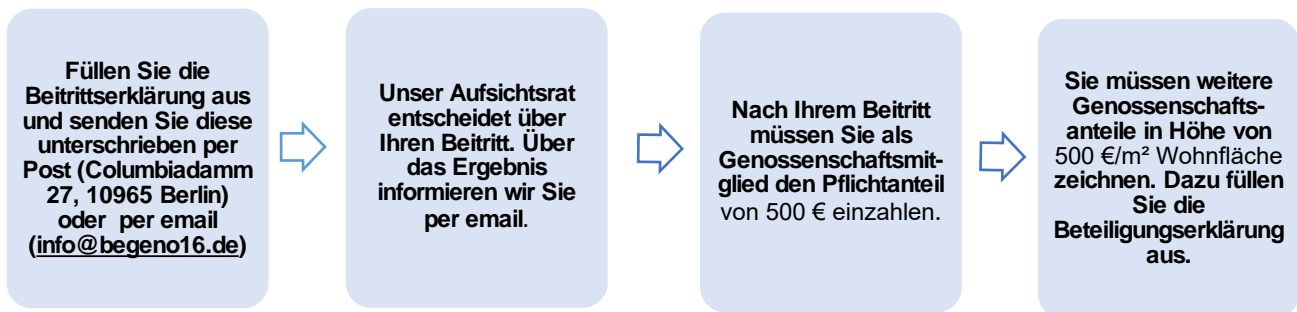 Füllen Sie die
Beitrittserklärung aus
und senden Sie diese
unterschrieben per
Post (Columbiadamm
27, 10965 Berlin)
oder per email
(info@begeno16.de)
Unser Aufsichtsrat
entscheidet über
Ihren Beitritt. Über
das Ergebnis
informieren wir Sie
per email.
Nach Ihrem Beitritt
müssen Sie als
Genossenschaftsmit-
glied den Pflichtanteil
von 500 € einzahlen.
Sie müssen weitere
Genossenschafts-
anteile in Höhe von
500 €/m² Wohnfläche
zeichnen. Dazu füllen
Sie die
Beteiligungserklärung
aus.